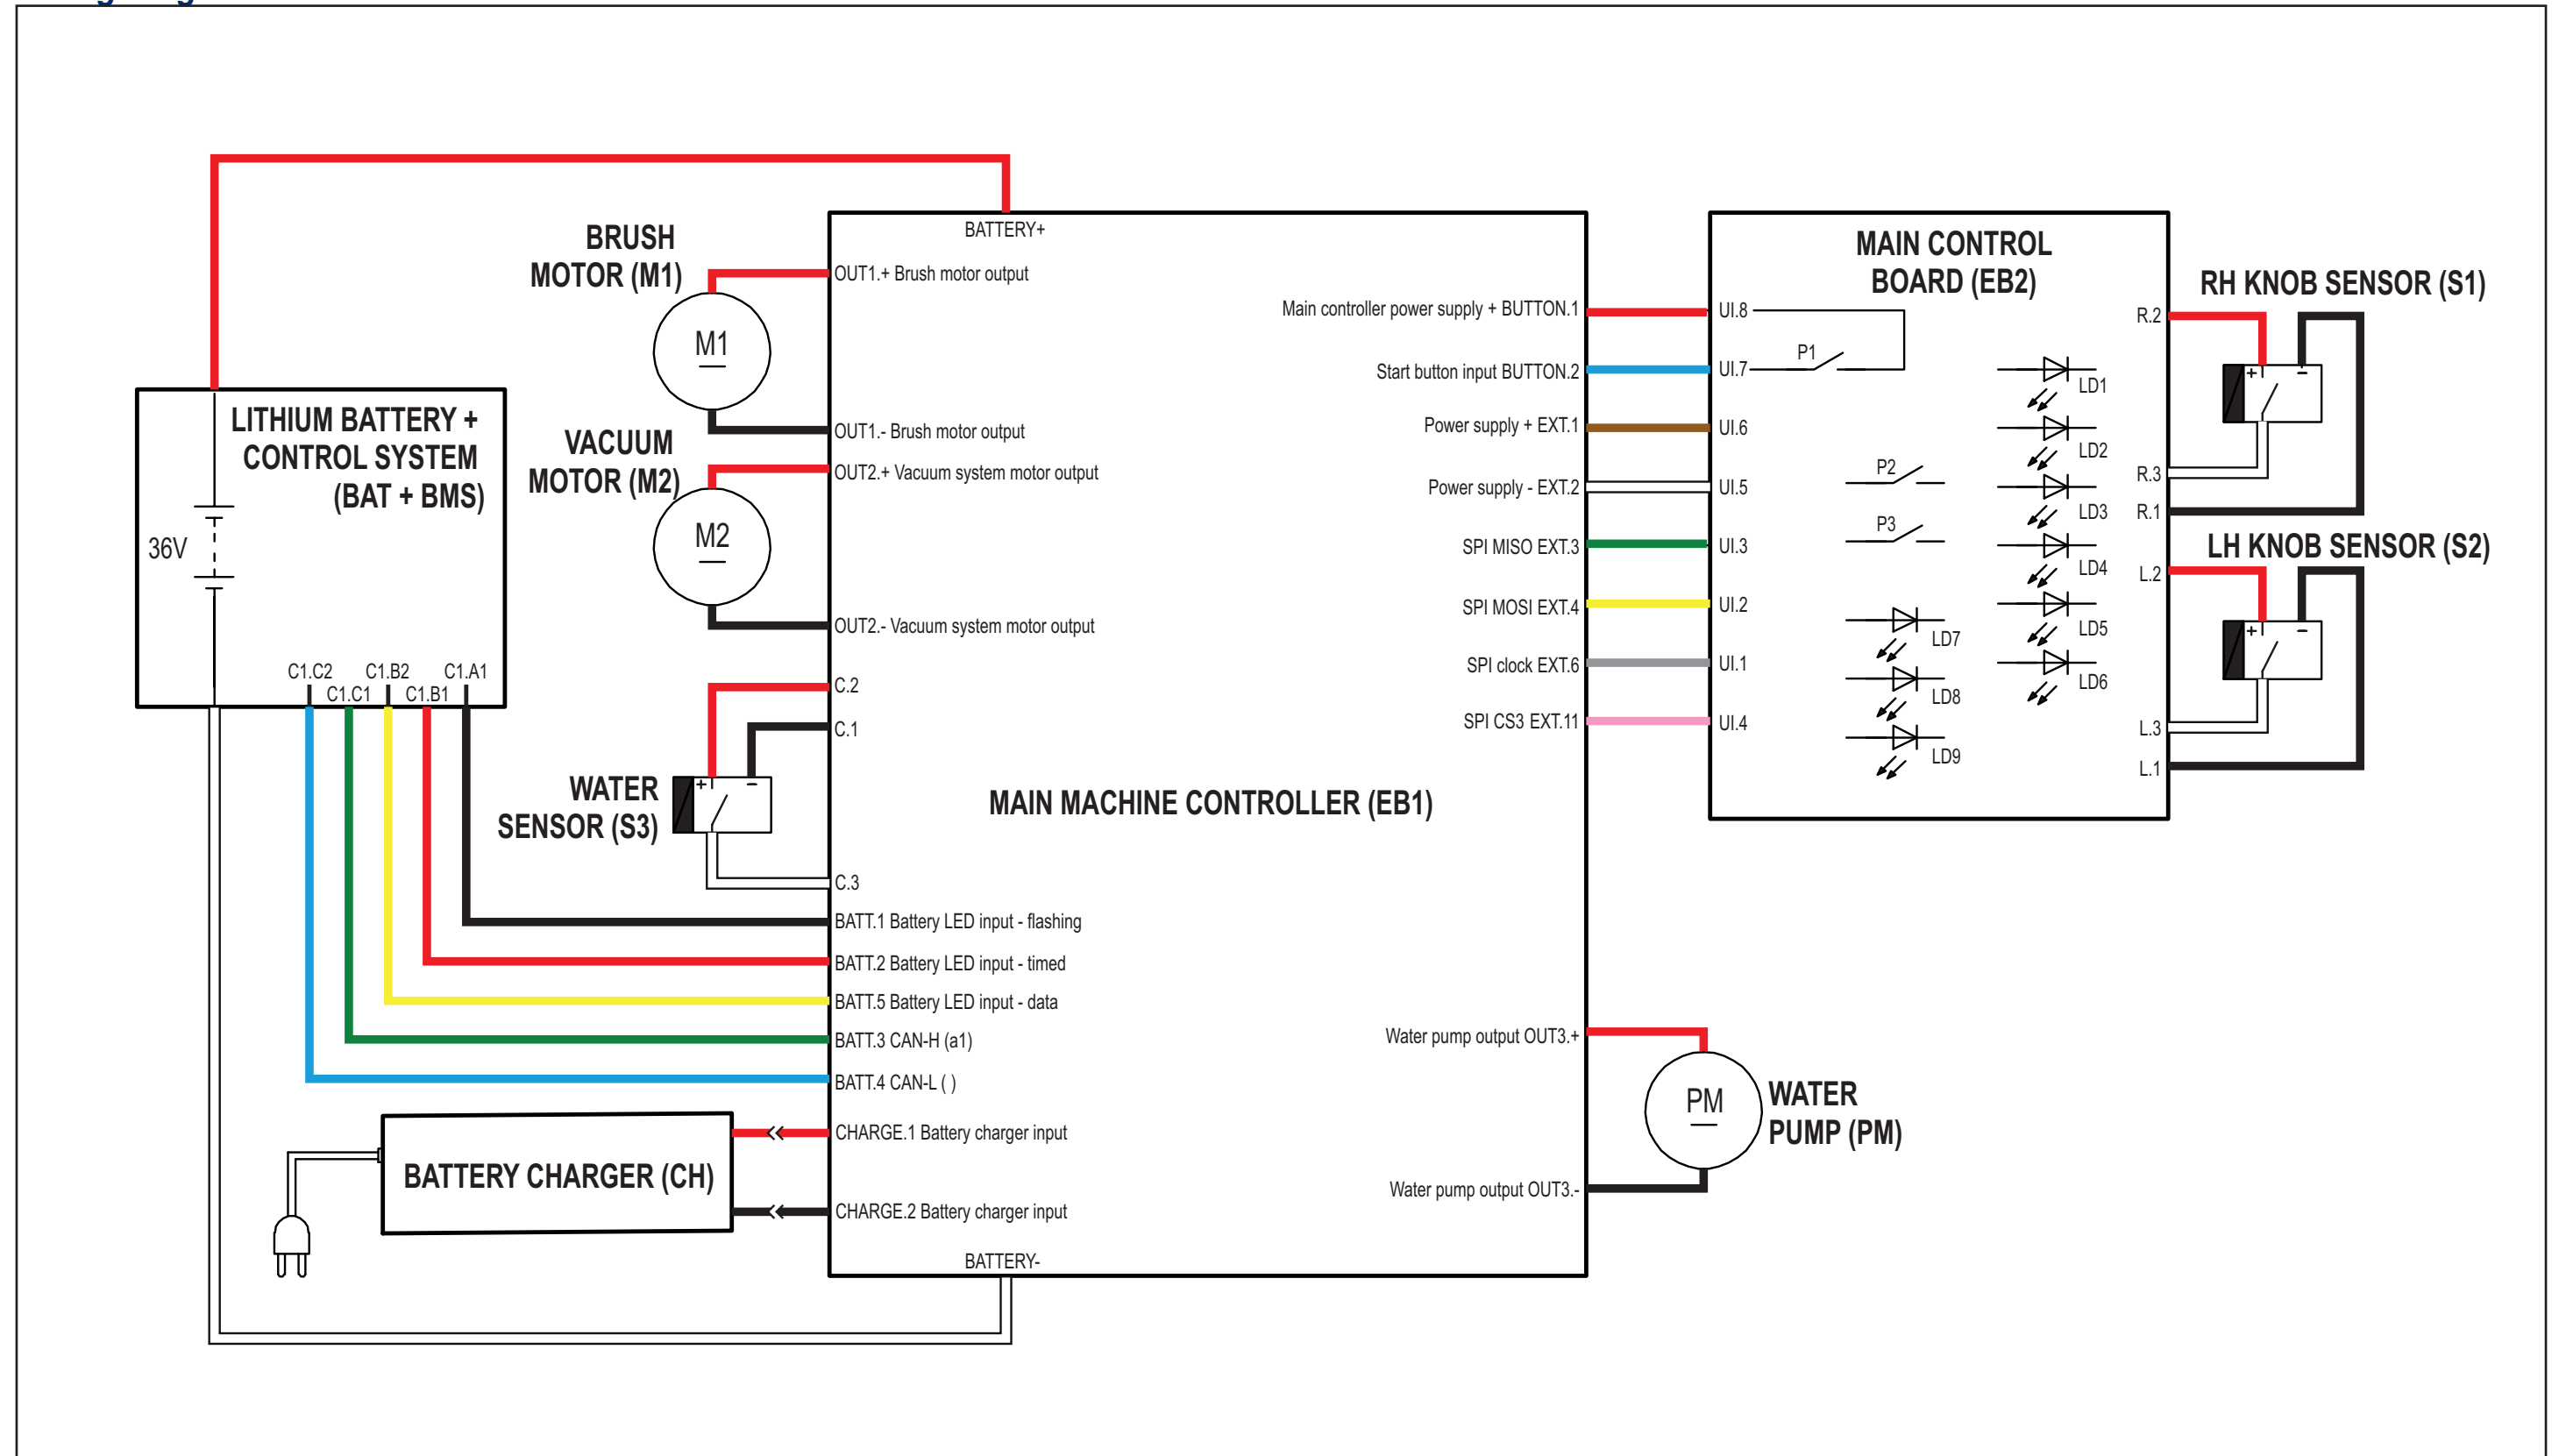 BATTERY+
BRUSH
MOTOR (M1)
M1
OUT1.+ Brush motor output
OUT1.- Brush motor output
VACUUM
MOTOR (M2)
M2
OUT2.+ Vacuum system motor output
OUT2.- Vacuum system motor output
LITHIUM BATTERY +
CONTROL SYSTEM
(BAT + BMS)
36V
C1.C2
C1.C1
C1.B2
C1.B1
C1.A1
C.2
C.1
WATER
SENSOR (S3)
+ -
C.3
BATT.1 Battery LED input - flashing
BATT.2 Battery LED input - timed
BATT.5 Battery LED input - data
BATT.3 CAN-H (a1)
BATT.4 CAN-L ( )
BATTERY CHARGER (CH)
CHARGE.1 Battery charger input
CHARGE.2 Battery charger input
BATTERY-
MAIN MACHINE CONTROLLER (EB1)
Main controller power supply + BUTTON.1
Start button input BUTTON.2
Power supply + EXT.1
Power supply - EXT.2
SPI MISO EXT.3
SPI MOSI EXT.4
SPI clock EXT.6
SPI CS3 EXT.11
Water pump output OUT3.+
Water pump output OUT3.-
PM
WATER
PUMP (PM)
MAIN CONTROL
BOARD (EB2)
UI.8
UI.7
UI.6
UI.5
UI.3
UI.2
UI.1
UI.4
P1
P2
P3
LD1
LD2
LD3
LD4
LD5
LD6
LD7
LD8
LD9
R.2
R.3
R.1
L.2
L.3
L.1
RH KNOB SENSOR (S1)
+ -
LH KNOB SENSOR (S2)
+ -